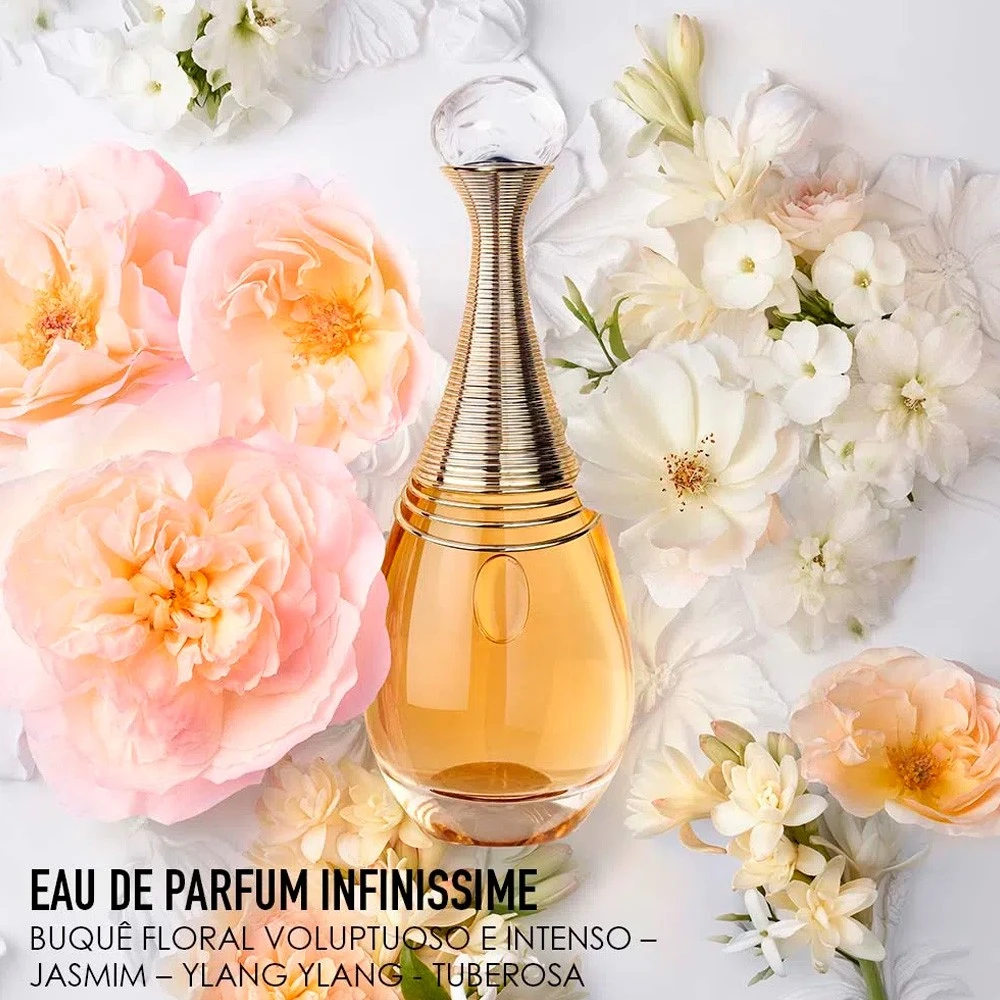 EAU DE PARFUM INFINISSIME
BUQUÊ FLORAL VOLUPTUOSO E INTENSO –
JASMIM – YLANG YLANG - TUBEROSA